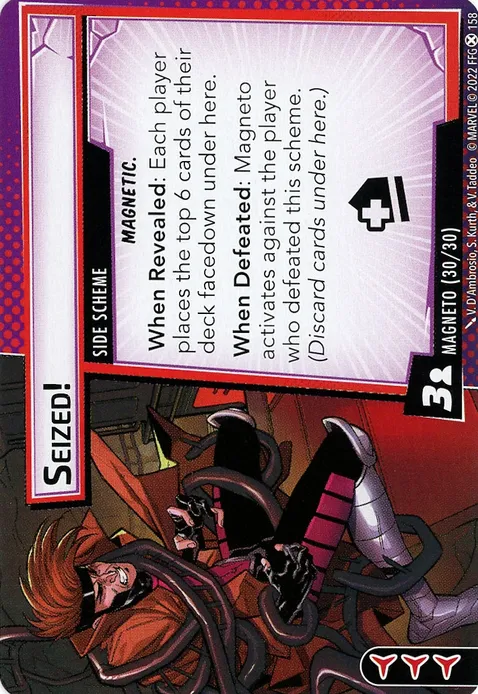 SEIZED!
SIDE SCHEME
MAGNETIC.
When Revealed: Each player
places the top 6 cards of their
deck facedown under here.
When Defeated: Magneto
activates against the player
who defeated this scheme.
(Discard cards under here.)
3
MAGNETO (30/30)
V. D'Ambrosio, S. Kurth, & V. Taddeo © MARVEL © 2022 FFG 158